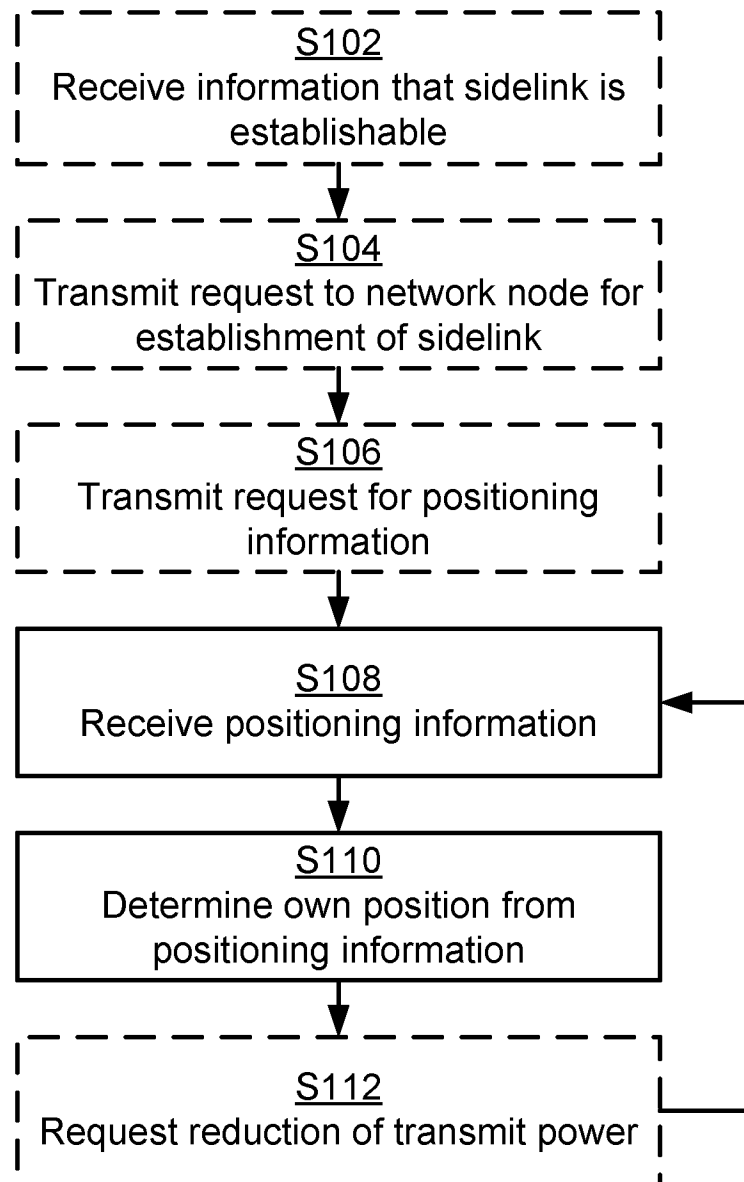 S102
Receive information that sidelink is
establishable
S104
Transmit request to network node for
establishment of sidelink
S106
Transmit request for positioning
information
S108
Receive positioning information
S110
Determine own position from
positioning information
S112
Request reduction of transmit power